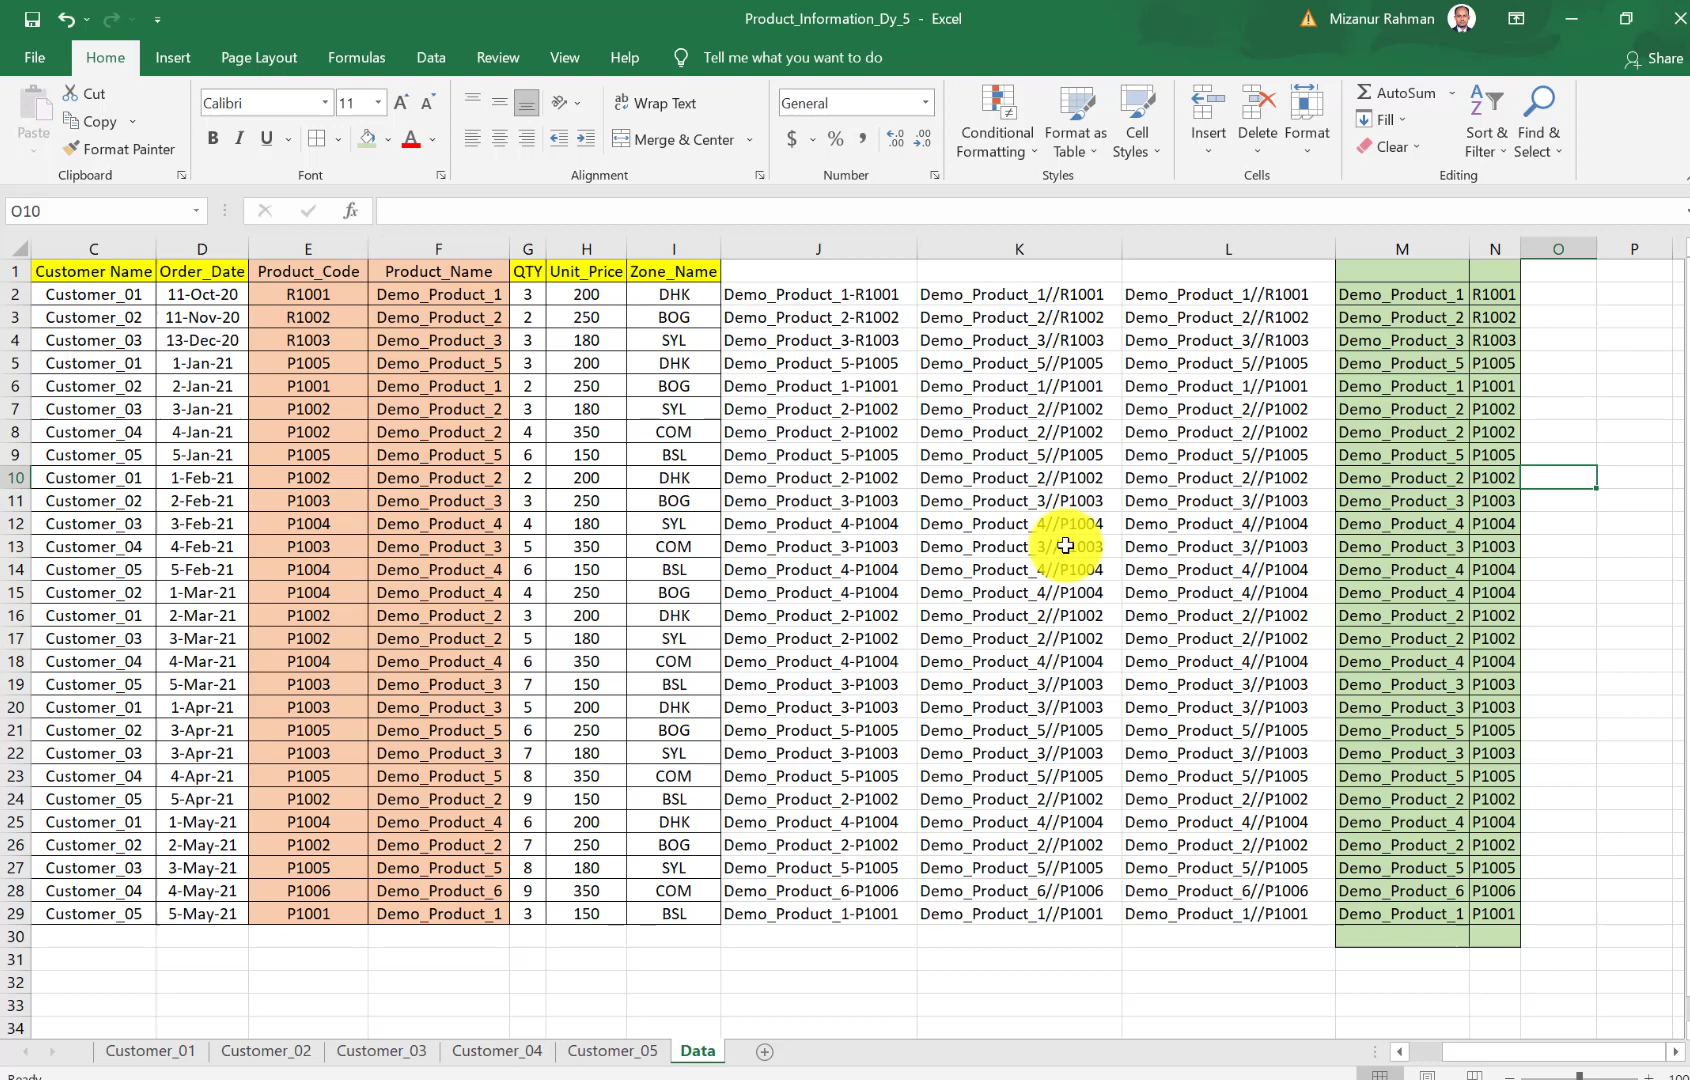 Product_Information_Dy_5 - Excel
Mizanur Rahman
File Home Insert Page Layout Formulas Data Review View Help Tell me what you want to do Share
Paste Cut Copy Format Painter Clipboard
Calibri 11 B I U A Font
Wrap Text Merge & Center Alignment
General $ % Number
Conditional Formatting Format as Table Cell Styles Styles
Insert Delete Format Cells
AutoSum Fill Clear Sort & Filter Find & Select Editing
O10 fx
C D E F G H I J K L M N O P
1 Customer Name Order_Date Product_Code Product_Name QTY Unit_Price Zone_Name
2 Customer_01 11-Oct-20 R1001 Demo_Product_1 3 200 DHK Demo_Product_1-R1001 Demo_Product_1//R1001 Demo_Product_1//R1001 Demo_Product_1 R1001
3 Customer_02 11-Nov-20 R1002 Demo_Product_2 2 250 BOG Demo_Product_2-R1002 Demo_Product_2//R1002 Demo_Product_2//R1002 Demo_Product_2 R1002
4 Customer_03 13-Dec-20 R1003 Demo_Product_3 3 180 SYL Demo_Product_3-R1003 Demo_Product_3//R1003 Demo_Product_3//R1003 Demo_Product_3 R1003
5 Customer_01 1-Jan-21 P1005 Demo_Product_5 3 200 DHK Demo_Product_5-P1005 Demo_Product_5//P1005 Demo_Product_5//P1005 Demo_Product_5 P1005
6 Customer_02 2-Jan-21 P1001 Demo_Product_1 2 250 BOG Demo_Product_1-P1001 Demo_Product_1//P1001 Demo_Product_1//P1001 Demo_Product_1 P1001
7 Customer_03 3-Jan-21 P1002 Demo_Product_2 3 180 SYL Demo_Product_2-P1002 Demo_Product_2//P1002 Demo_Product_2//P1002 Demo_Product_2 P1002
8 Customer_04 4-Jan-21 P1002 Demo_Product_2 4 350 COM Demo_Product_2-P1002 Demo_Product_2//P1002 Demo_Product_2//P1002 Demo_Product_2 P1002
9 Customer_05 5-Jan-21 P1005 Demo_Product_5 6 150 BSL Demo_Product_5-P1005 Demo_Product_5//P1005 Demo_Product_5//P1005 Demo_Product_5 P1005
10 Customer_01 1-Feb-21 P1002 Demo_Product_2 2 200 DHK Demo_Product_2-P1002 Demo_Product_2//P1002 Demo_Product_2//P1002 Demo_Product_2 P1002
11 Customer_02 2-Feb-21 P1003 Demo_Product_3 3 250 BOG Demo_Product_3-P1003 Demo_Product_3//P1003 Demo_Product_3//P1003 Demo_Product_3 P1003
12 Customer_03 3-Feb-21 P1004 Demo_Product_4 4 180 SYL Demo_Product_4-P1004 Demo_Product_4//P1004 Demo_Product_4//P1004 Demo_Product_4 P1004
13 Customer_04 4-Feb-21 P1003 Demo_Product_3 5 350 COM Demo_Product_3-P1003 Demo_Product_3//P1003 Demo_Product_3//P1003 Demo_Product_3 P1003
14 Customer_05 5-Feb-21 P1004 Demo_Product_4 6 150 BSL Demo_Product_4-P1004 Demo_Product_4//P1004 Demo_Product_4//P1004 Demo_Product_4 P1004
15 Customer_02 1-Mar-21 P1004 Demo_Product_4 4 250 BOG Demo_Product_4-P1004 Demo_Product_4//P1004 Demo_Product_4//P1004 Demo_Product_4 P1004
16 Customer_01 2-Mar-21 P1002 Demo_Product_2 3 200 DHK Demo_Product_2-P1002 Demo_Product_2//P1002 Demo_Product_2//P1002 Demo_Product_2 P1002
17 Customer_03 3-Mar-21 P1002 Demo_Product_2 5 180 SYL Demo_Product_2-P1002 Demo_Product_2//P1002 Demo_Product_2//P1002 Demo_Product_2 P1002
18 Customer_04 4-Mar-21 P1004 Demo_Product_4 6 350 COM Demo_Product_4-P1004 Demo_Product_4//P1004 Demo_Product_4//P1004 Demo_Product_4 P1004
19 Customer_05 5-Mar-21 P1003 Demo_Product_3 7 150 BSL Demo_Product_3-P1003 Demo_Product_3//P1003 Demo_Product_3//P1003 Demo_Product_3 P1003
20 Customer_01 1-Apr-21 P1003 Demo_Product_3 5 200 DHK Demo_Product_3-P1003 Demo_Product_3//P1003 Demo_Product_3//P1003 Demo_Product_3 P1003
21 Customer_02 3-Apr-21 P1005 Demo_Product_5 6 250 BOG Demo_Product_5-P1005 Demo_Product_5//P1005 Demo_Product_5//P1005 Demo_Product_5 P1005
22 Customer_03 3-Apr-21 P1003 Demo_Product_3 7 180 SYL Demo_Product_3-P1003 Demo_Product_3//P1003 Demo_Product_3//P1003 Demo_Product_3 P1003
23 Customer_04 4-Apr-21 P1005 Demo_Product_5 8 350 COM Demo_Product_5-P1005 Demo_Product_5//P1005 Demo_Product_5//P1005 Demo_Product_5 P1005
24 Customer_05 5-Apr-21 P1002 Demo_Product_2 9 150 BSL Demo_Product_2-P1002 Demo_Product_2//P1002 Demo_Product_2//P1002 Demo_Product_2 P1002
25 Customer_01 1-May-21 P1004 Demo_Product_4 6 200 DHK Demo_Product_4-P1004 Demo_Product_4//P1004 Demo_Product_4//P1004 Demo_Product_4 P1004
26 Customer_02 2-May-21 P1002 Demo_Product_2 7 250 BOG Demo_Product_2-P1002 Demo_Product_2//P1002 Demo_Product_2//P1002 Demo_Product_2 P1002
27 Customer_03 3-May-21 P1005 Demo_Product_5 8 180 SYL Demo_Product_5-P1005 Demo_Product_5//P1005 Demo_Product_5//P1005 Demo_Product_5 P1005
28 Customer_04 4-May-21 P1006 Demo_Product_6 9 350 COM Demo_Product_6-P1006 Demo_Product_6//P1006 Demo_Product_6//P1006 Demo_Product_6 P1006
29 Customer_05 5-May-21 P1001 Demo_Product_1 3 150 BSL Demo_Product_1-P1001 Demo_Product_1//P1001 Demo_Product_1//P1001 Demo_Product_1 P1001
30
31
32
33
34
Customer_01 Customer_02 Customer_03 Customer_04 Customer_05 Data